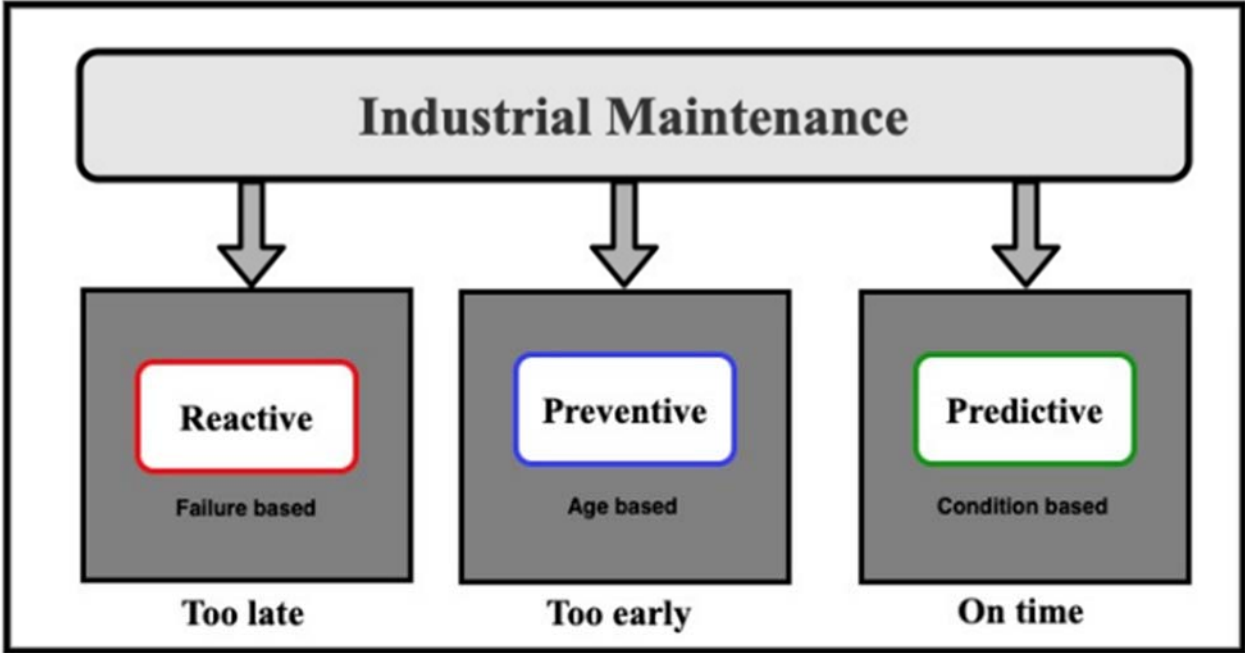 Industrial Maintenance
Reactive
Failure based
Too late
Preventive
Age based
Too early
Predictive
Condition based
On time